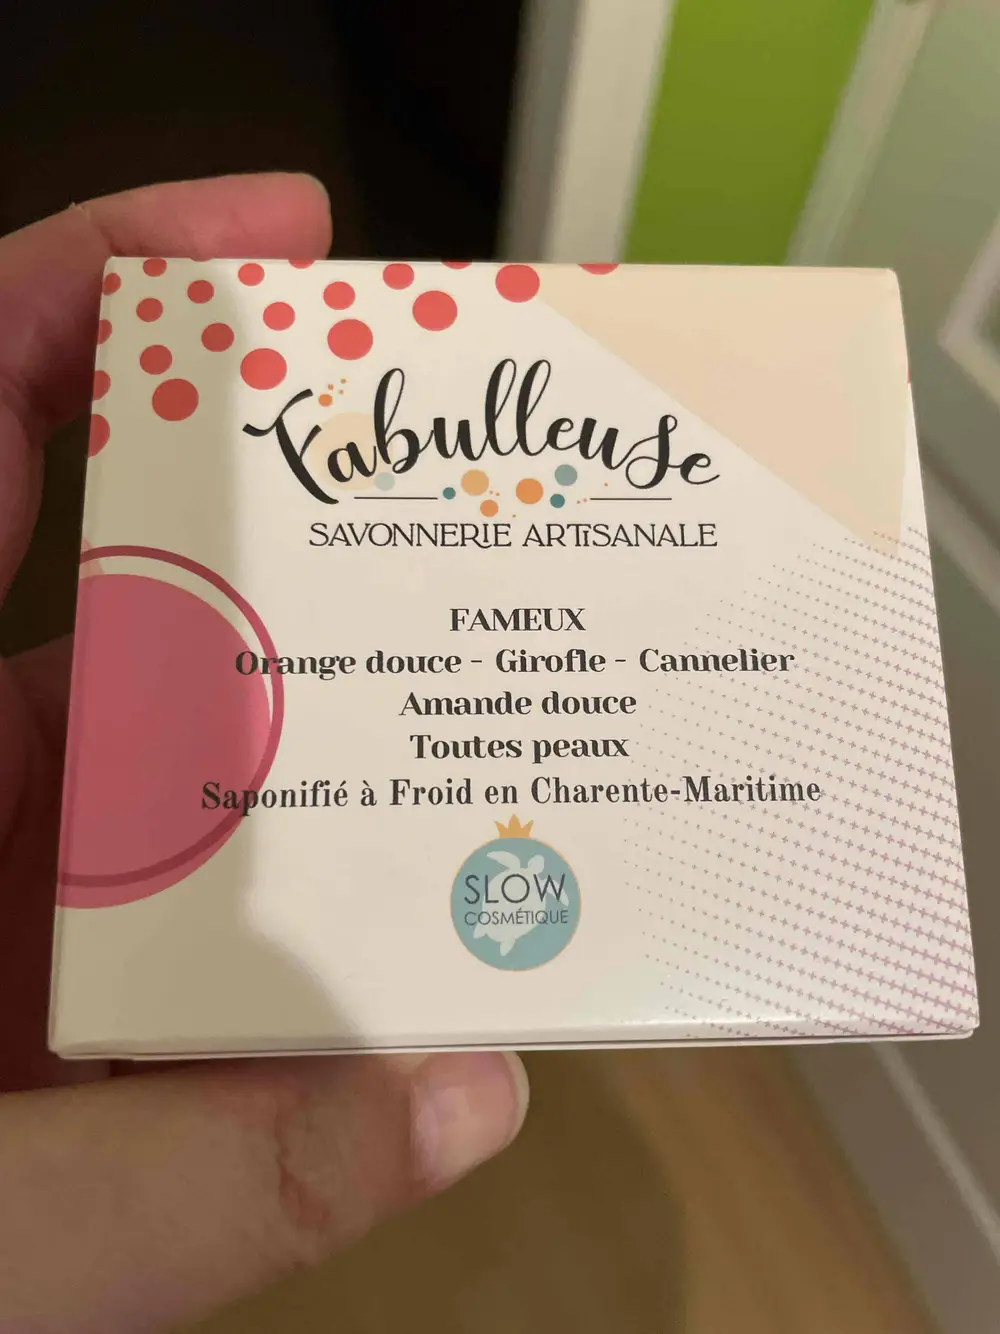 Fabulleuse
SAVONNERIE ARTISANALE
FAMEUX
Orange douce - Girofle - Cannelier
Amande douce
Toutes peaux
Saponifié à Froid en Charente-Maritime
SLOW
COSMÉTIQUE